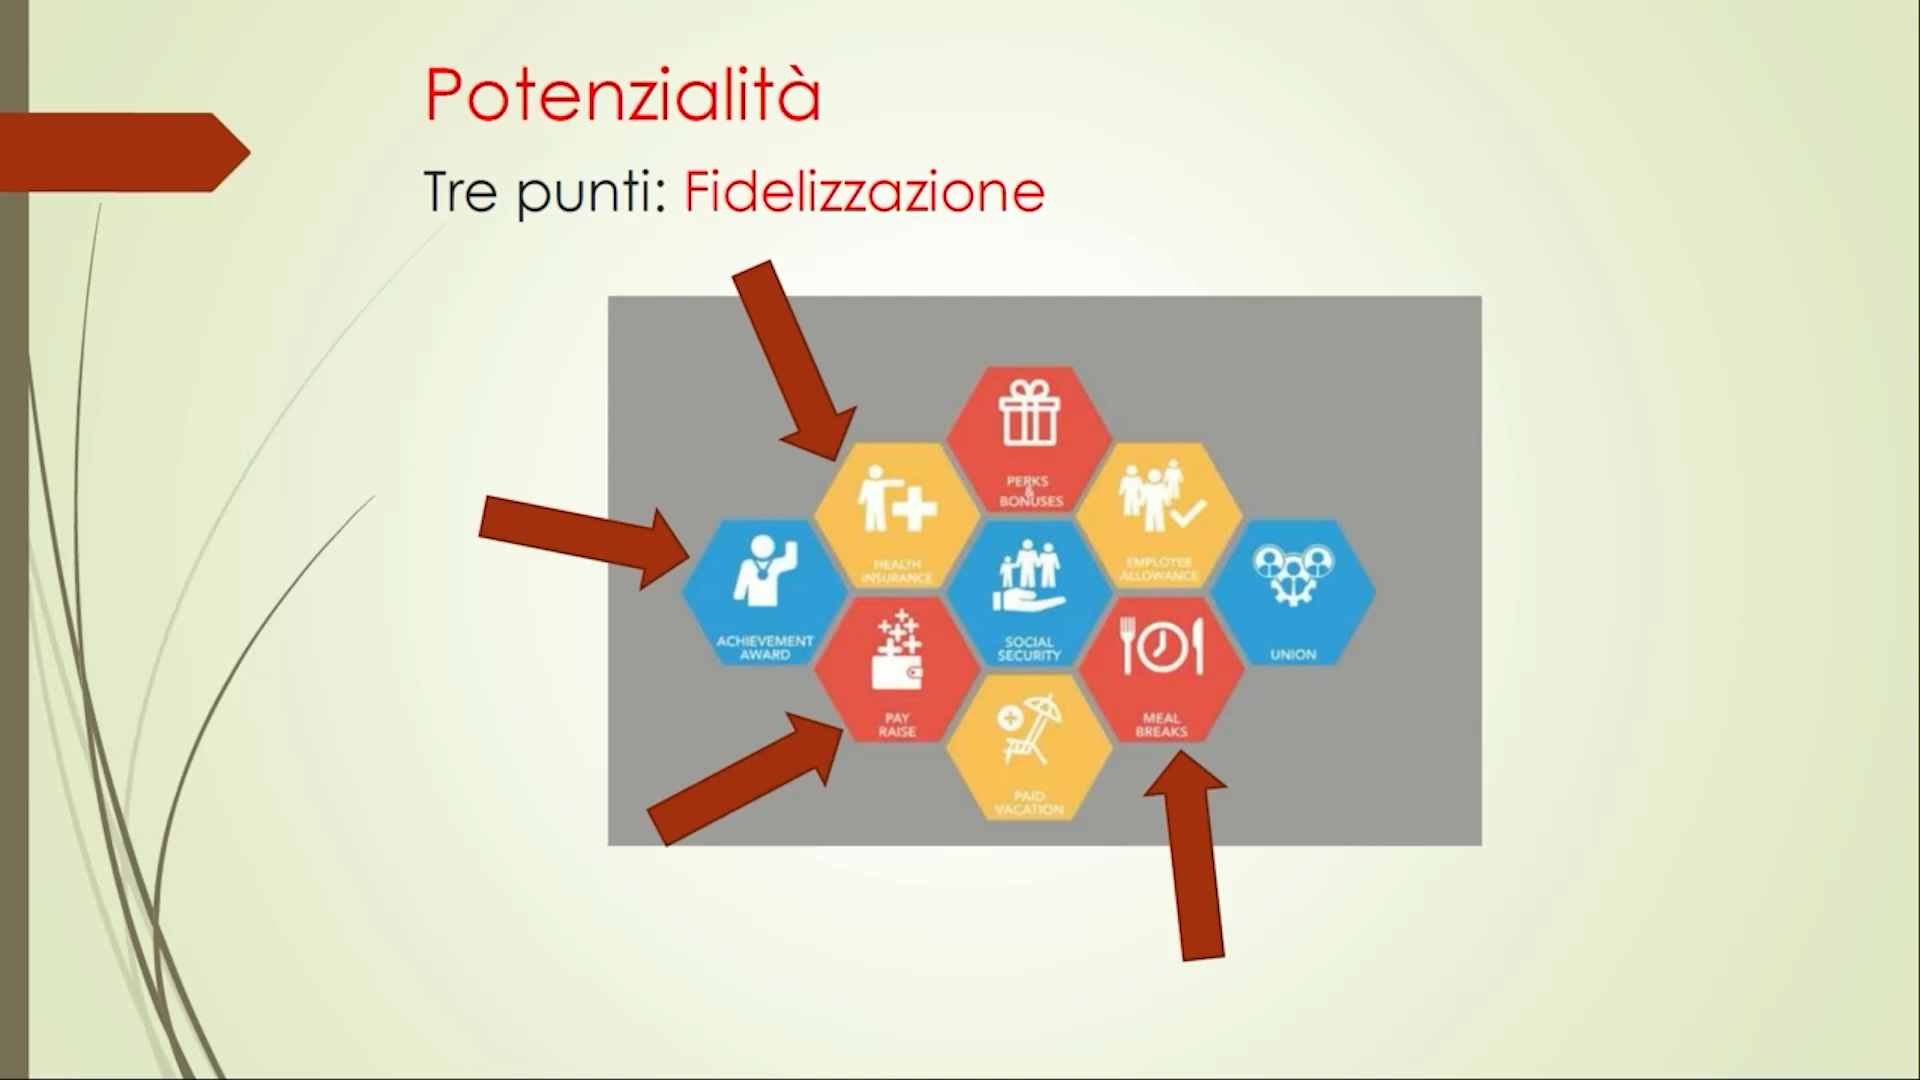 Potenzialità
Tre punti: Fidelizzazione
PERKS
&
BONUSES
HEALTH
INSURANCE
EMPLOYEE
ALLOWANCE
ACHIEVEMENT
AWARD
SOCIAL
SECURITY
UNION
PAY
RAISE
MEAL
BREAKS
PAID
VACATION